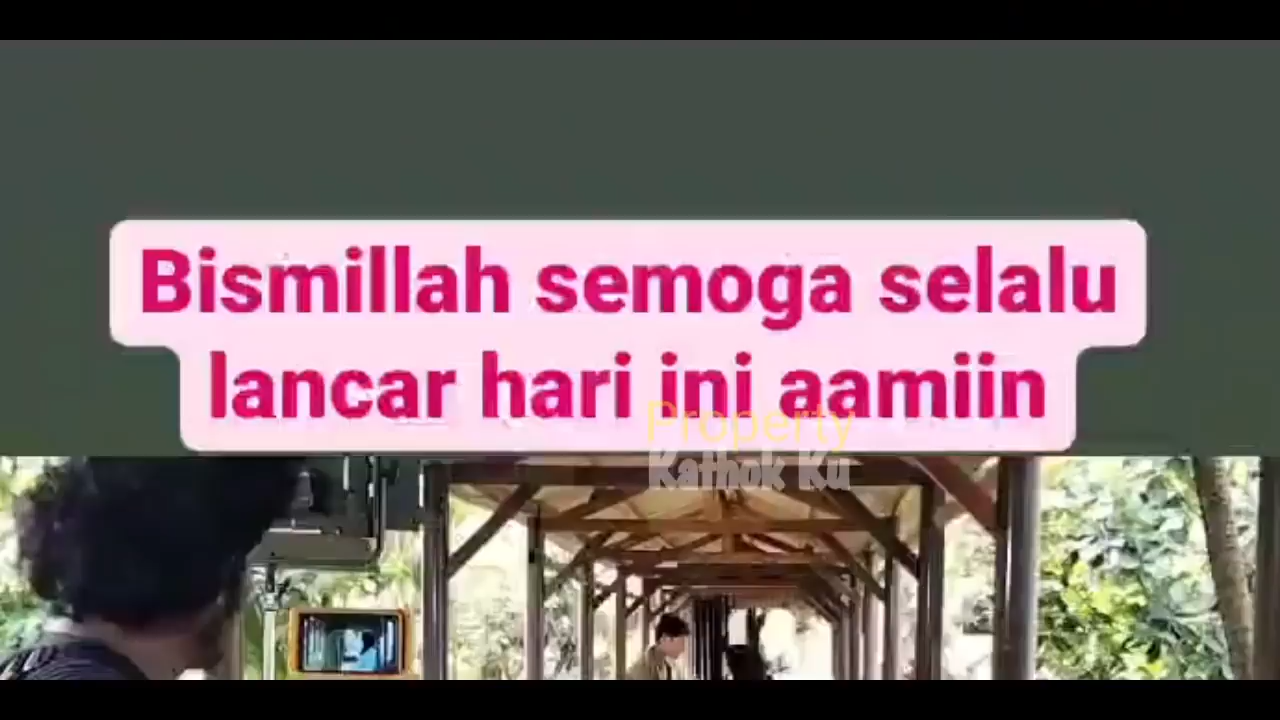 Bismillah semoga selalu
lancar hari ini aamiin
Property
Kathok Ku